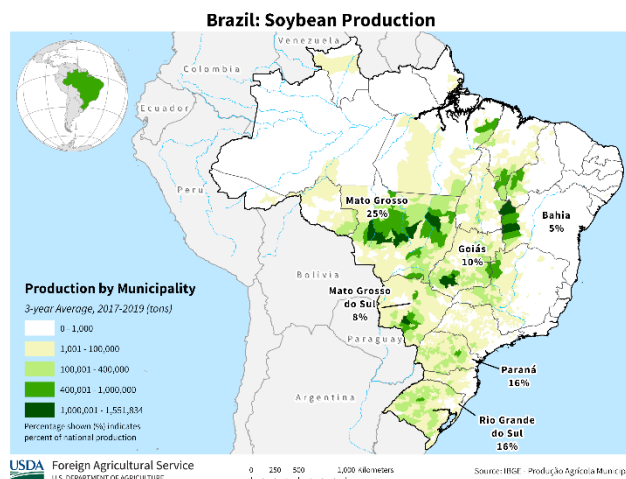 Brazil: Soybean Production
Venezuela
Colombia
Ecuador
Peru
Mato Grosso
25%
Bahia
5%
Goiás
10%
Bolivia
Mato Grosso
do Sul
8%
Paraguay
Paraná
16%
Argentina
Rio Grande
do Sul
16%
Production by Municipality
3-year Average, 2017-2019 (tons)
0 - 1,000
1,001 - 100,000
100,001 - 400,000
400,001 - 1,000,000
1,000,001 - 1,551,834
Percentage shown (%) indicates
percent of national production
USDA Foreign Agricultural Service
U.S. DEPARTMENT OF AGRICULTURE
0 250 500 1,000 Kilometers
Source: IBGE - Produção Agrícola Municip